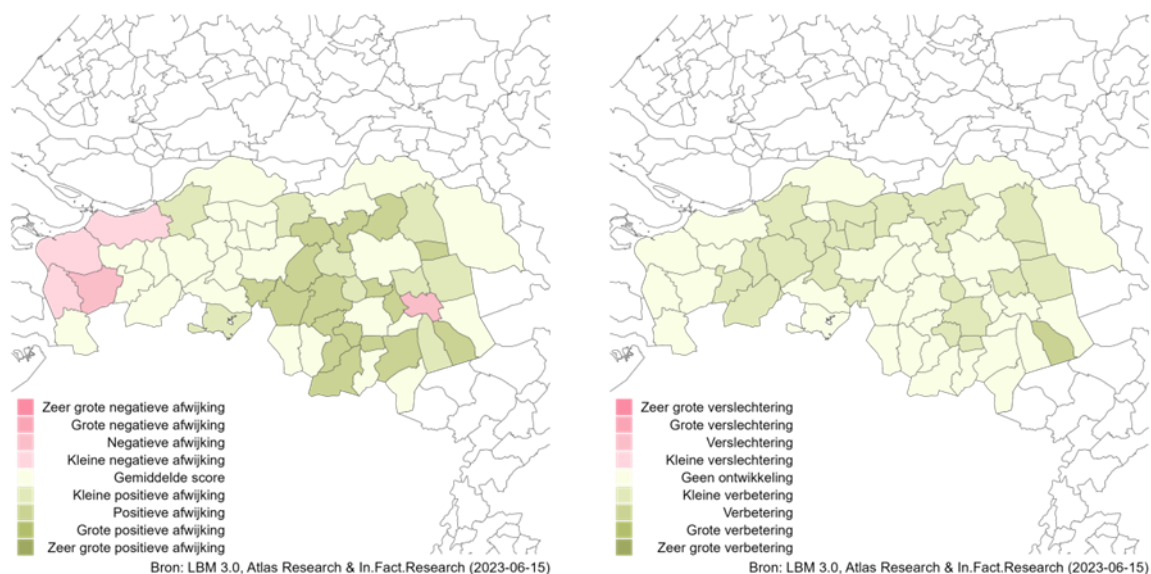 Zeer grote negatieve afwijking
Grote negatieve afwijking
Negatieve afwijking
Kleine negatieve afwijking
Gemiddelde score
Kleine positieve afwijking
Positieve afwijking
Grote positieve afwijking
Zeer grote positieve afwijking
Bron: LBM 3.0, Atlas Research & In.Fact.Research (2023-06-15)
Zeer grote verslechtering
Grote verslechtering
Verslechtering
Kleine verslechtering
Geen ontwikkeling
Kleine verbetering
Verbetering
Grote verbetering
Zeer grote verbetering
Bron: LBM 3.0, Atlas Research & In.Fact.Research (2023-06-15)